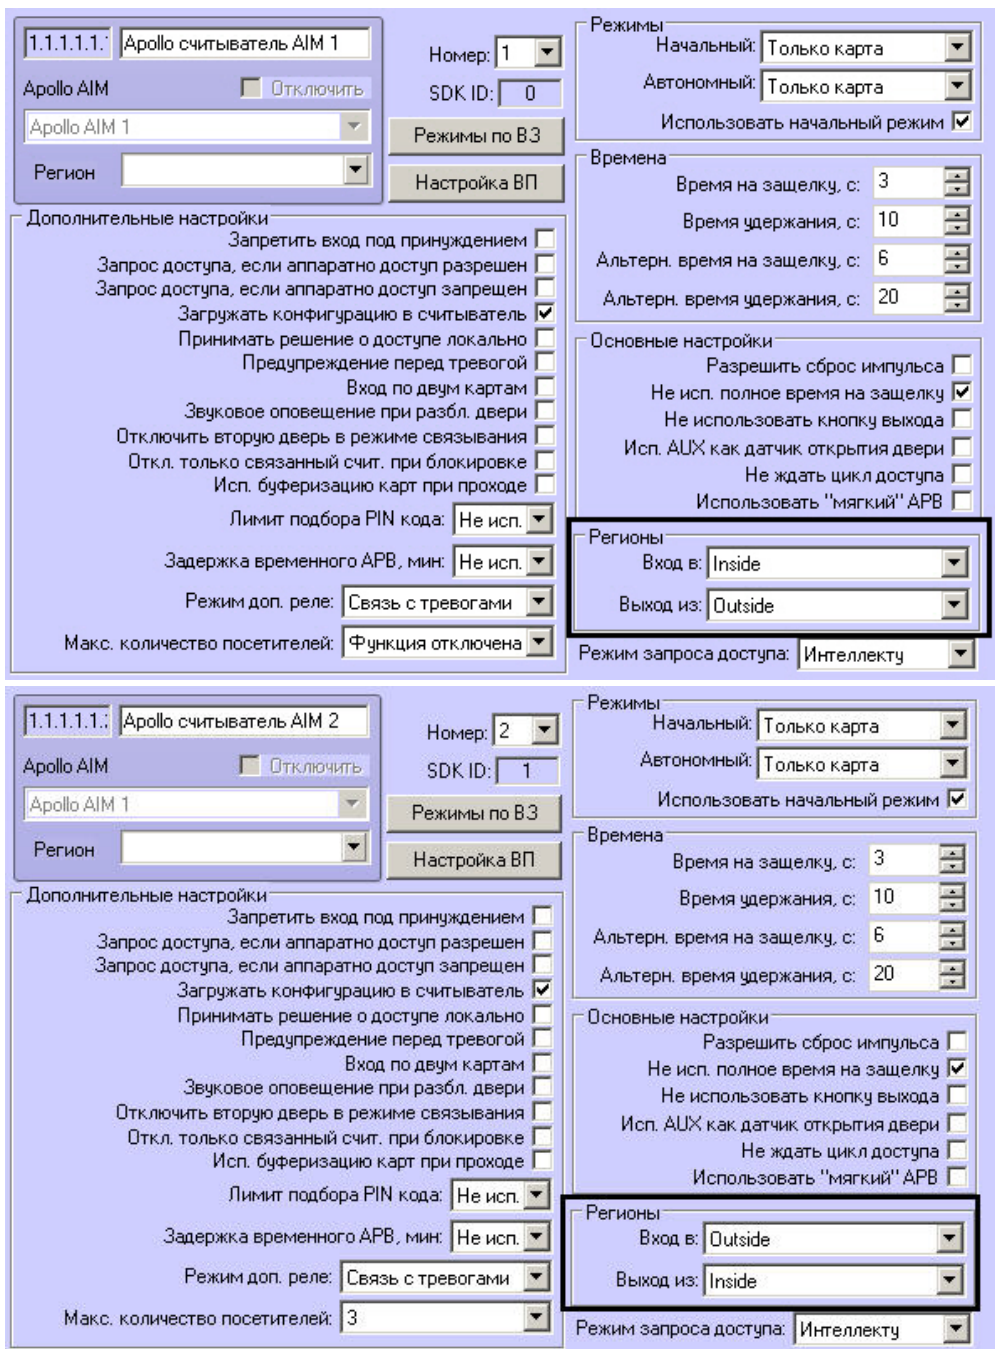 1.1.1.1.1
Apollo считыватель AIM 1
Номер: 1
Apollo AIM
Отключить
SDK ID: 0
Apollo AIM 1
Режимы по ВЗ
Регион
Настройка ВП
Режимы
Начальный: Только карта
Автономный: Только карта
Использовать начальный режим
Времена
Время на защелку, с: 3
Время удержания, с: 10
Альтерн. время на защелку, с: 6
Альтерн. время удержания, с: 20
Дополнительные настройки
Запретить вход под принуждением
Запрос доступа, если аппаратно доступ разрешен
Запрос доступа, если аппаратно доступ запрещен
Загружать конфигурацию в считыватель
Принимать решение о доступе локально
Предупреждение перед тревогой
Вход по двум картам
Звуковое оповещение при разбл. двери
Отключить вторую дверь в режиме связывания
Откл. только связанный счит. при блокировке
Исп. буферизацию карт при проходе
Лимит подбора PIN кода: Не исп.
Задержка временного APB, мин: Не исп.
Режим доп. реле: Связь с тревогами
Макс. количество посетителей: Функция отключена
Основные настройки
Разрешить сброс импульса
Не исп. полное время на защелку
Не использовать кнопку выхода
Исп. AUX как датчик открытия двери
Не ждать цикл доступа
Использовать "мягкий" APB
Регионы
Вход в: Inside
Выход из: Outside
Режим запроса доступа: Интеллекту
1.1.1.1.2
Apollo считыватель AIM 2
Номер: 2
Apollo AIM
Отключить
SDK ID: 1
Apollo AIM 1
Режимы по ВЗ
Регион
Настройка ВП
Режимы
Начальный: Только карта
Автономный: Только карта
Использовать начальный режим
Времена
Время на защелку, с: 3
Время удержания, с: 10
Альтерн. время на защелку, с: 6
Альтерн. время удержания, с: 20
Дополнительные настройки
Запретить вход под принуждением
Запрос доступа, если аппаратно доступ разрешен
Запрос доступа, если аппаратно доступ запрещен
Загружать конфигурацию в считыватель
Принимать решение о доступе локально
Предупреждение перед тревогой
Вход по двум картам
Звуковое оповещение при разбл. двери
Отключить вторую дверь в режиме связывания
Откл. только связанный счит. при блокировке
Исп. буферизацию карт при проходе
Лимит подбора PIN кода: Не исп.
Задержка временного APB, мин: Не исп.
Режим доп. реле: Связь с тревогами
Макс. количество посетителей: 3
Основные настройки
Разрешить сброс импульса
Не исп. полное время на защелку
Не использовать кнопку выхода
Исп. AUX как датчик открытия двери
Не ждать цикл доступа
Использовать "мягкий" APB
Регионы
Вход в: Outside
Выход из: Inside
Режим запроса доступа: Интеллекту